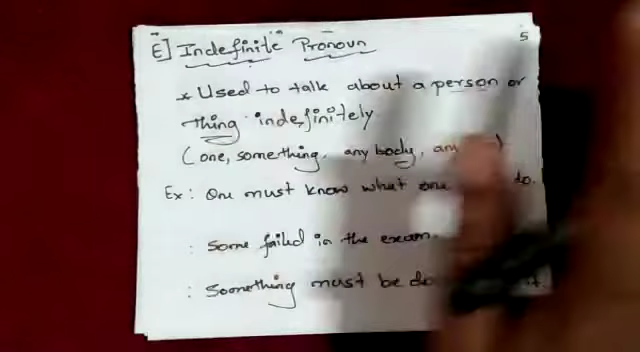 5
E] Indefinite Pronoun
* Used to talk about a person or
thing indefinitely
(one, something, any body,
Ex: One must know what one do.
: Some failed in the exam.
: Something must be